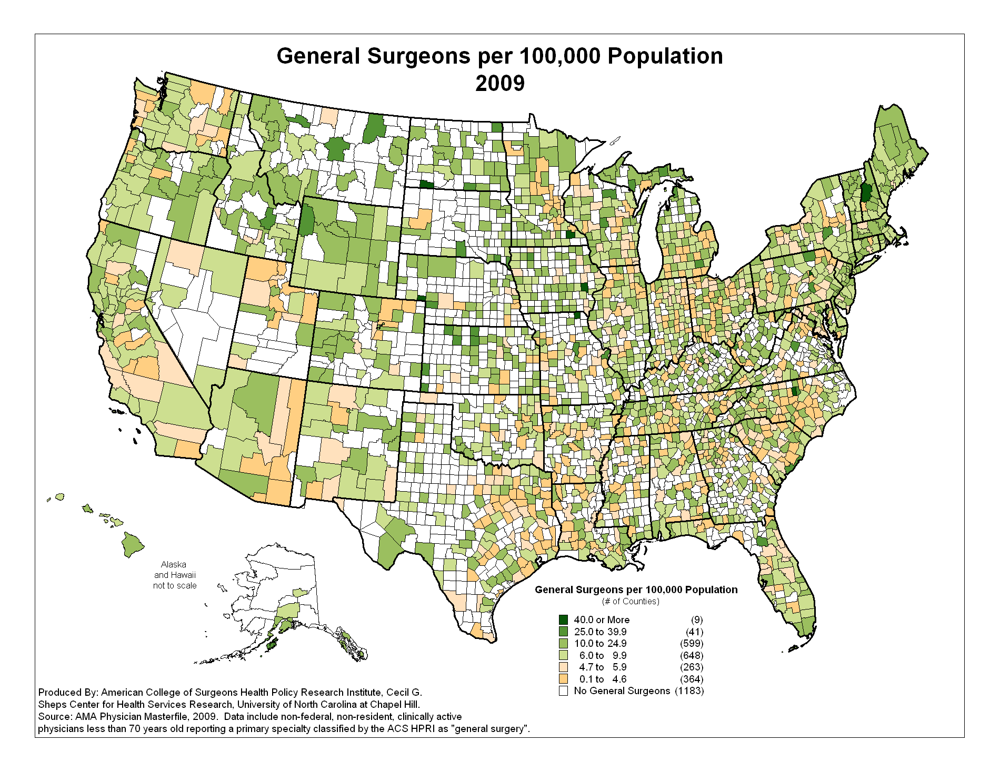 General Surgeons per 100,000 Population
2009
Alaska
and Hawaii
not to scale
General Surgeons per 100,000 Population
(# of Counties)
40.0 or More (9)
25.0 to 39.9 (41)
10.0 to 24.9 (599)
6.0 to 9.9 (648)
4.7 to 5.9 (263)
0.1 to 4.6 (364)
No General Surgeons (1183)
Produced By: American College of Surgeons Health Policy Research Institute, Cecil G.
Sheps Center for Health Services Research, University of North Carolina at Chapel Hill.
Source: AMA Physician Masterfile, 2009. Data include non-federal, non-resident, clinically active
physicians less than 70 years old reporting a primary specialty classified by the ACS HPRI as "general surgery".